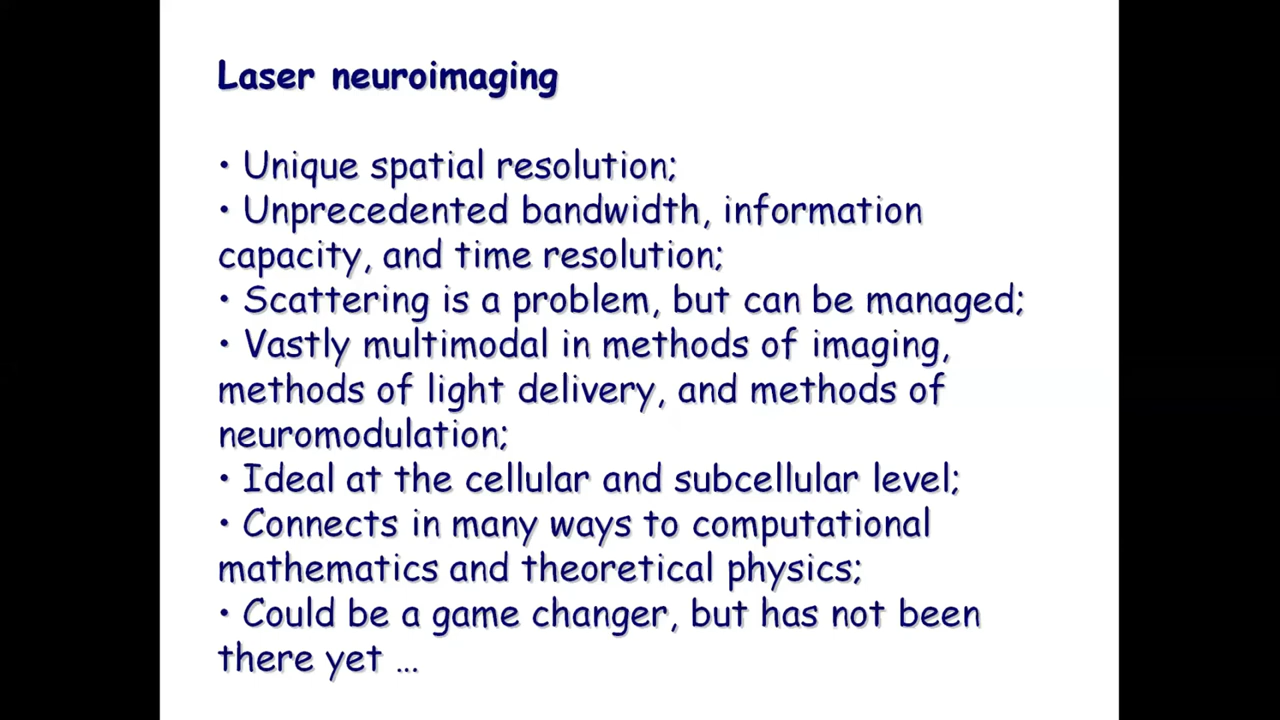 Laser neuroimaging
• Unique spatial resolution;
• Unprecedented bandwidth, information
capacity, and time resolution;
• Scattering is a problem, but can be managed;
• Vastly multimodal in methods of imaging,
methods of light delivery, and methods of
neuromodulation;
• Ideal at the cellular and subcellular level;
• Connects in many ways to computational
mathematics and theoretical physics;
• Could be a game changer, but has not been
there yet …